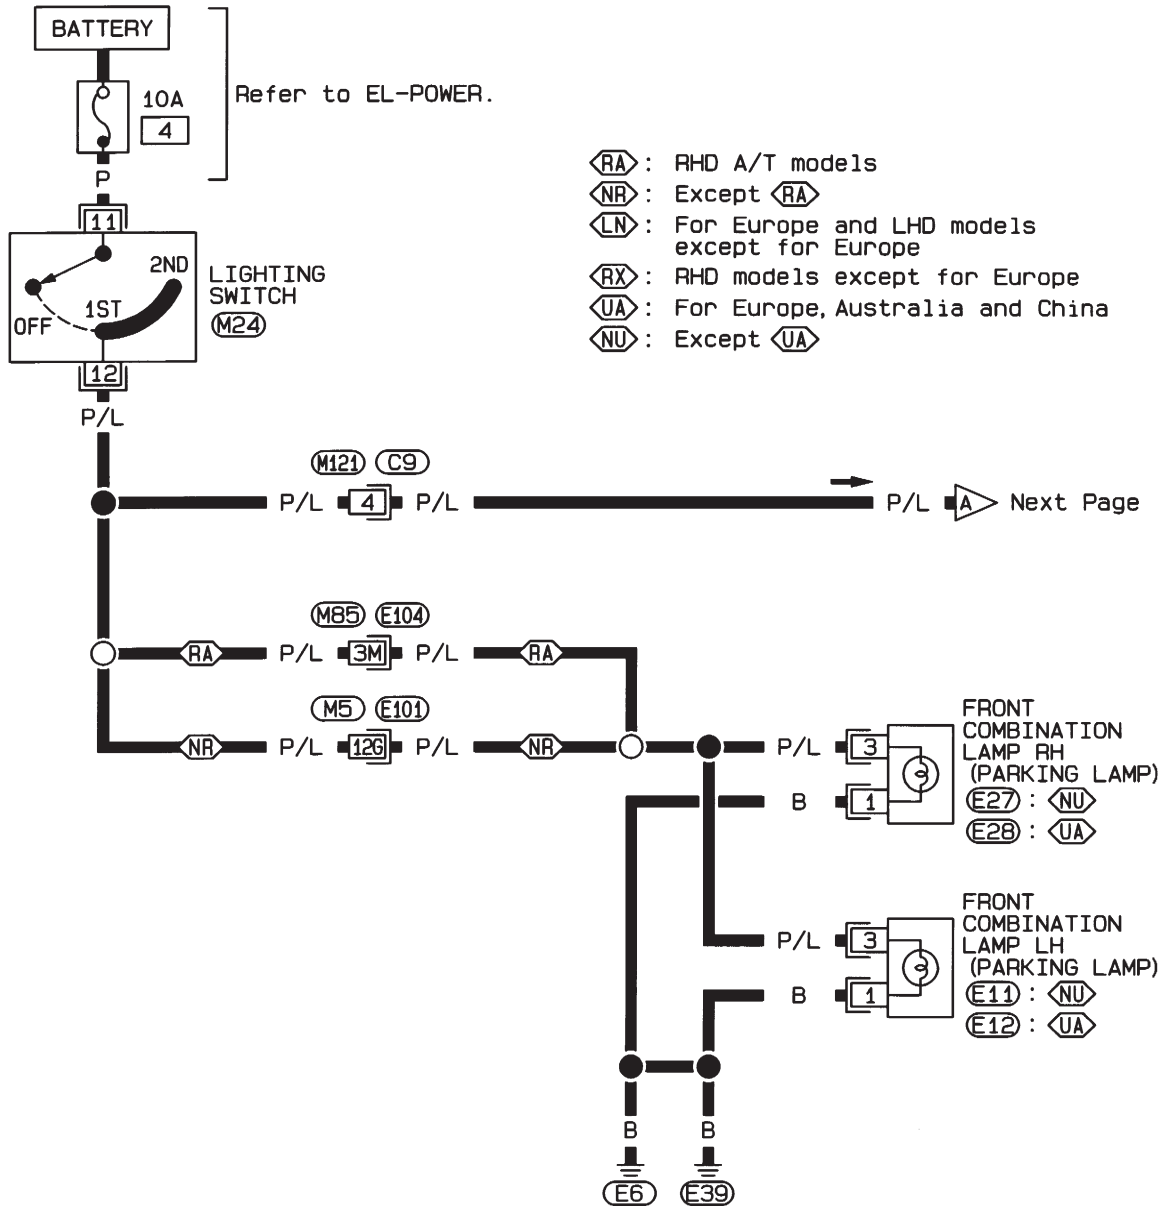 BATTERY
10A
4
Refer to EL-POWER.
P
11
2ND
1ST
OFF
LIGHTING
SWITCH
M24
12
P/L
RA : RHD A/T models
NR : Except RA
LN : For Europe and LHD models
except for Europe
RX : RHD models except for Europe
UA : For Europe, Australia and China
NU : Except UA
M121 C9
P/L 4 P/L P/L A Next Page
M85 E104
RA P/L 3M P/L RA
M5 E101
NR P/L 12G P/L NR P/L 3
B 1
FRONT
COMBINATION
LAMP RH
(PARKING LAMP)
E27 : NU
E28 : UA
P/L 3
B 1
FRONT
COMBINATION
LAMP LH
(PARKING LAMP)
E11 : NU
E12 : UA
B B
E6 E39